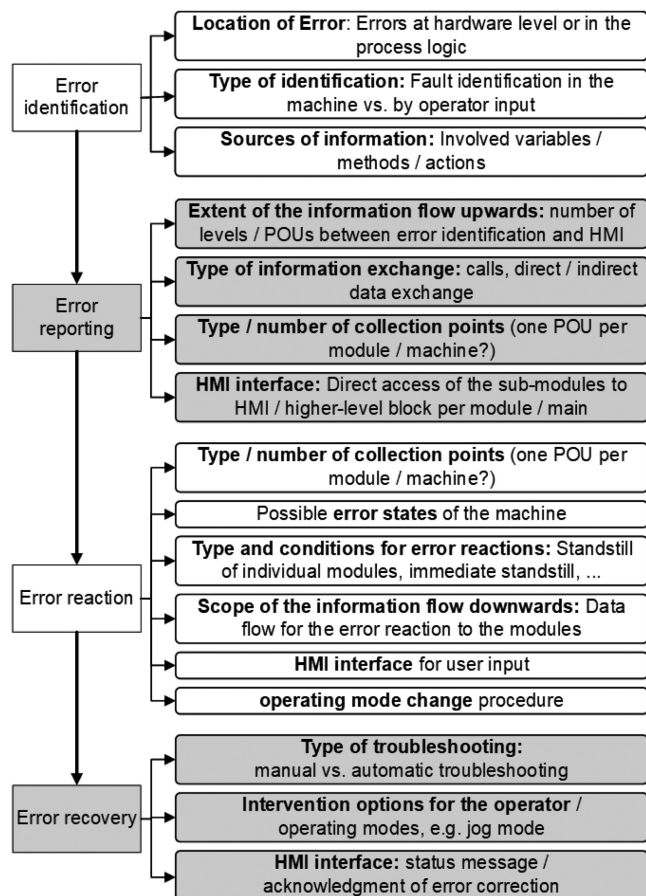 Error
identification
Location of Error: Errors at hardware level or in the
process logic
Type of identification: Fault identification in the
machine vs. by operator input
Sources of information: Involved variables /
methods / actions
Error
reporting
Extent of the information flow upwards: number of
levels / POUs between error identification and HMI
Type of information exchange: calls, direct / indirect
data exchange
Type / number of collection points (one POU per
module / machine?)
HMI interface: Direct access of the sub-modules to
HMI / higher-level block per module / main
Error reaction
Type / number of collection points (one POU per
module / machine?)
Possible error states of the machine
Type and conditions for error reactions: Standstill
of individual modules, immediate standstill, ...
Scope of the information flow downwards: Data
flow for the error reaction to the modules
HMI interface for user input
operating mode change procedure
Error recovery
Type of troubleshooting:
manual vs. automatic troubleshooting
Intervention options for the operator /
operating modes, e.g. jog mode
HMI interface: status message /
acknowledgment of error correction